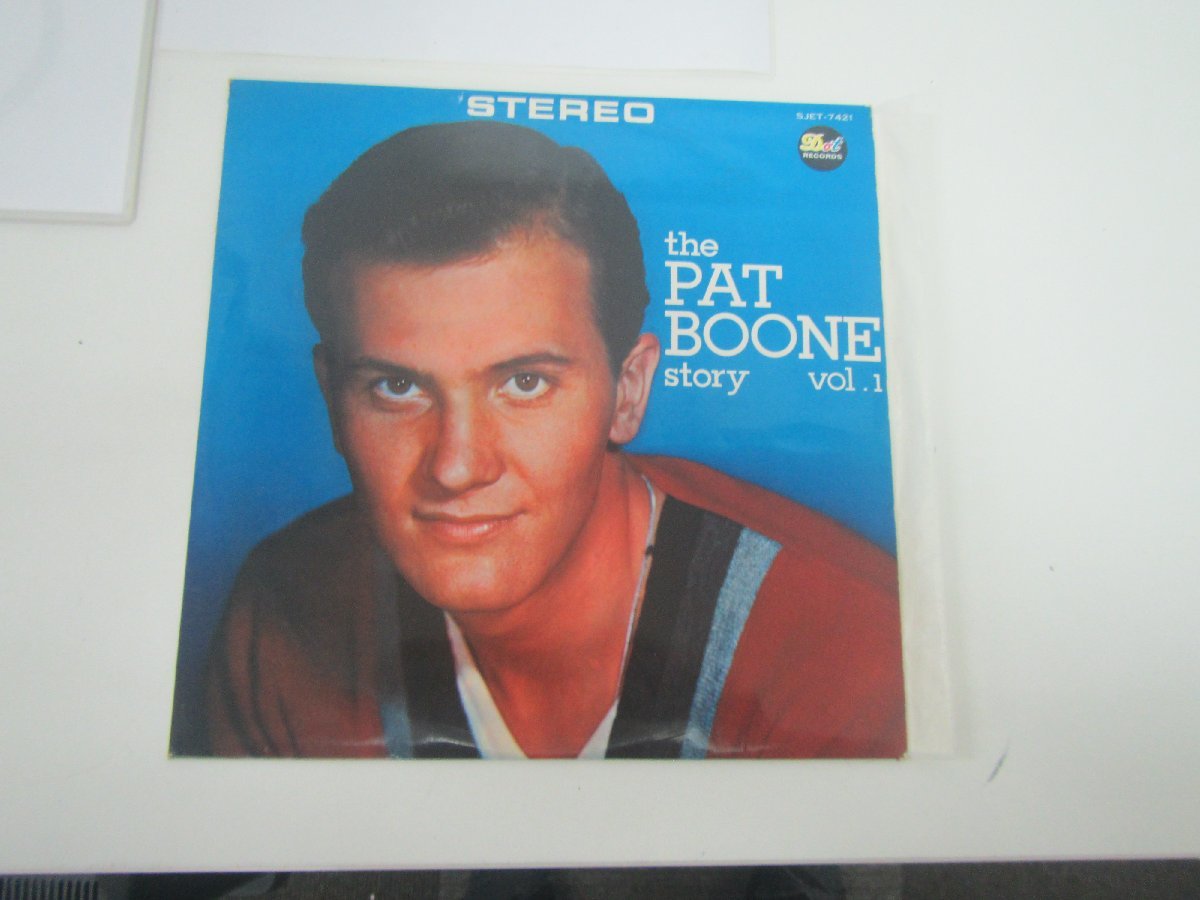 STEREO
SJET-7421
Dot
RECORDS
the
PAT
BOONE
story vol.1